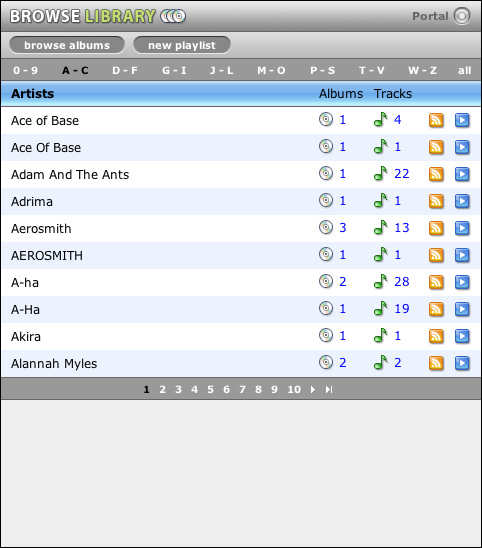 BROWSE LIBRARY Portal
browse albums new playlist
0 - 9 A - C D - F G - I J - L M - O P - S T - V W - Z all
Artists Albums Tracks
Ace of Base 1 4
Ace Of Base 1 1
Adam And The Ants 1 22
Adrima 1 1
Aerosmith 3 13
AEROSMITH 1 1
A-ha 2 28
A-Ha 1 19
Akira 1 1
Alannah Myles 2 2
1 2 3 4 5 6 7 8 9 10